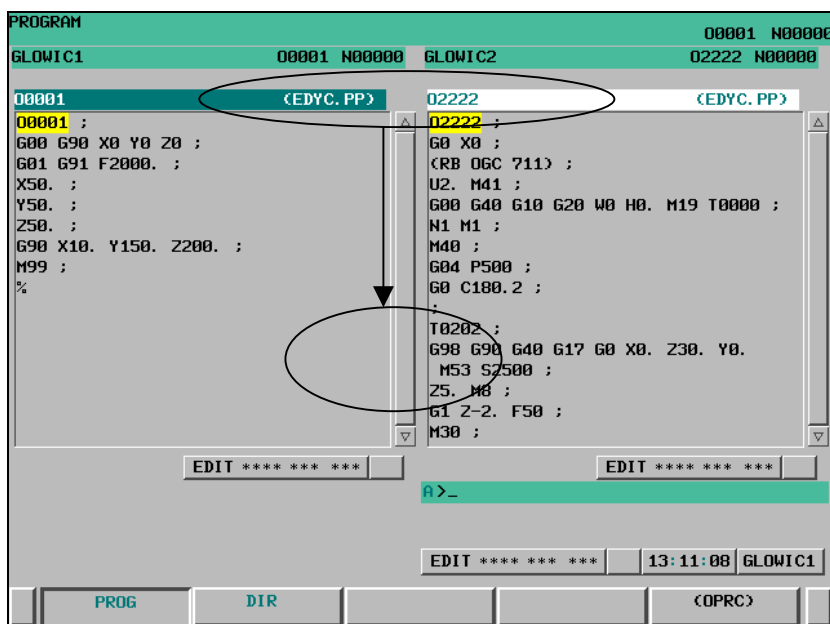 PROGRAM
O0001 N00000
GLOWIC1 O0001 N00000
GLOWIC2 O2222 N00000
O0001 (EDYC.PP)
O0001 ;
G00 G90 X0 Y0 Z0 ;
G01 G91 F2000. ;
X50. ;
Y50. ;
Z50. ;
G90 X10. Y150. Z200. ;
M99 ;
%
EDIT **** *** ***
O2222 (EDYC.PP)
O2222 ;
G0 X0 ;
(RB OGC 711) ;
U2. M41 ;
G00 G40 G10 G20 W0 H0. M19 T0000 ;
N1 M1 ;
M40 ;
G04 P500 ;
G0 C180.2 ;
;
T0202 ;
G98 G90 G40 G17 G0 X0. Z30. Y0.
M53 S2500 ;
Z5. M8 ;
G1 Z-2. F50 ;
M30 ;
EDIT **** *** ***
A>_
EDIT **** *** *** 13:11:08 GLOWIC1
PROG DIR (OPRC)